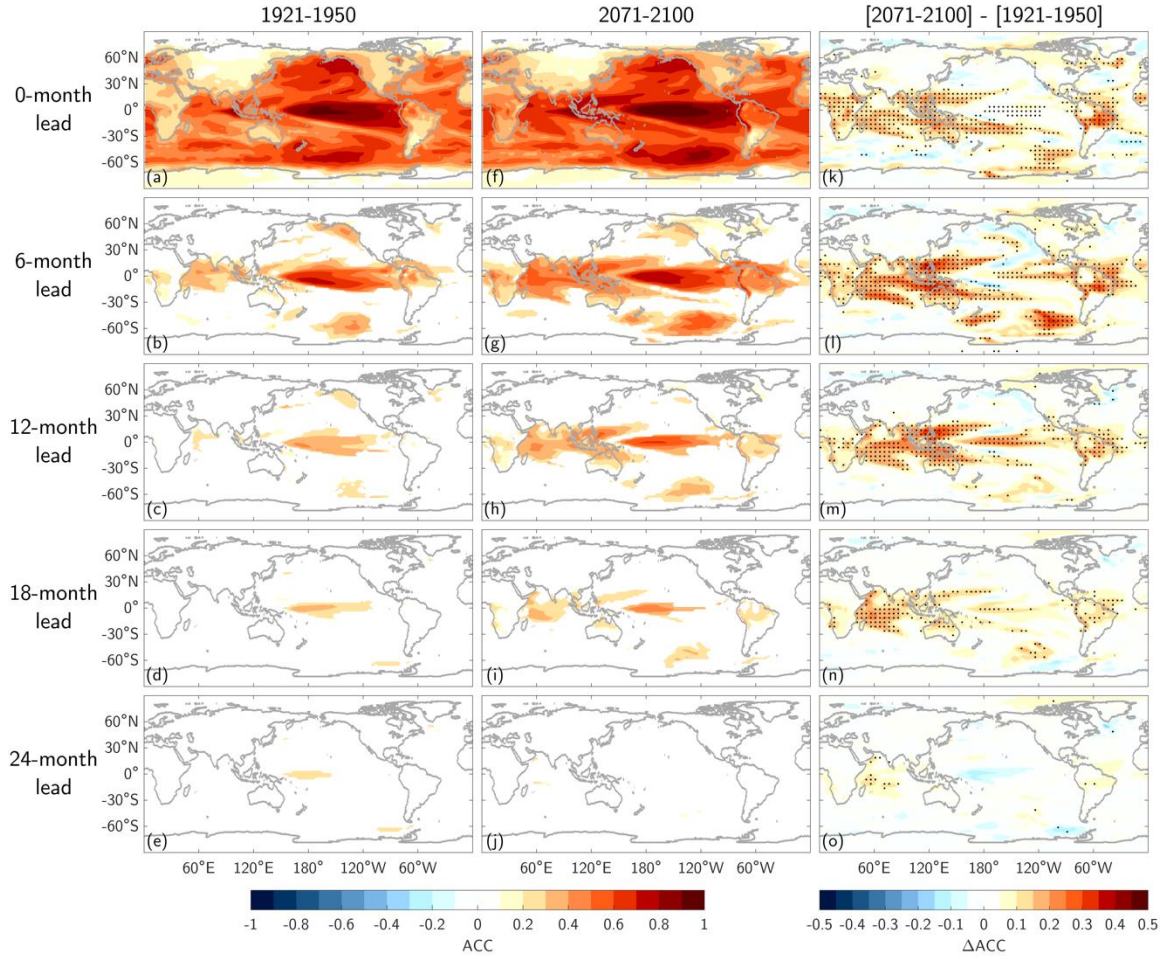 1921-1950 2071-2100 [2071-2100] - [1921-1950]
0-month
lead
60°N
30°N
0°
-30°S
-60°S
(a) (f) (k)
6-month
lead
60°N
30°N
0°
-30°S
-60°S
(b) (g) (l)
12-month
lead
60°N
30°N
0°
-30°S
-60°S
(c) (h) (m)
18-month
lead
60°N
30°N
0°
-30°S
-60°S
(d) (i) (n)
24-month
lead
60°N
30°N
0°
-30°S
-60°S
(e) (j) (o)
60°E 120°E 180° 120°W 60°W 60°E 120°E 180° 120°W 60°W 60°E 120°E 180° 120°W 60°W
-1 -0.8 -0.6 -0.4 -0.2 0 0.2 0.4 0.6 0.8 1 -0.5 -0.4 -0.3 -0.2 -0.1 0 0.1 0.2 0.3 0.4 0.5
ACC ΔACC